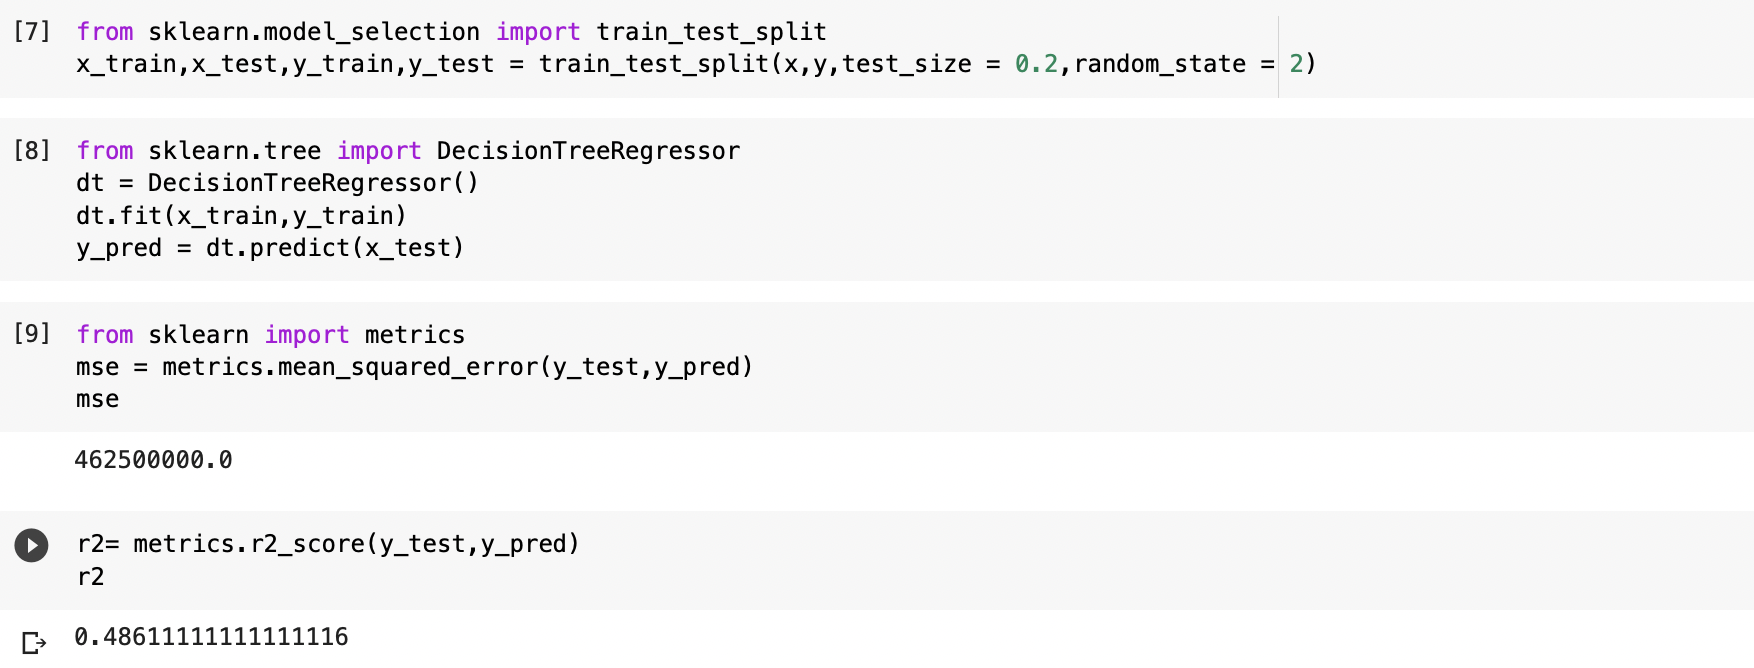 [7] from sklearn.model_selection import train_test_split
x_train,x_test,y_train,y_test = train_test_split(x,y,test_size = 0.2,random_state = 2)
[8] from sklearn.tree import DecisionTreeRegressor
dt = DecisionTreeRegressor()
dt.fit(x_train,y_train)
y_pred = dt.predict(x_test)
[9] from sklearn import metrics
mse = metrics.mean_squared_error(y_test,y_pred)
mse
462500000.0
r2= metrics.r2_score(y_test,y_pred)
r2
0.48611111111111116